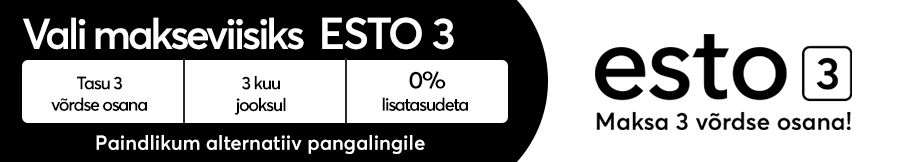 Vali makseviisiks ESTO 3
Tasu 3
võrdse osana
3 kuu
jooksul
0%
lisatasudeta
Paindlikum alternatiiv pangalingile
esto 3
Maksa 3 võrdse osana!